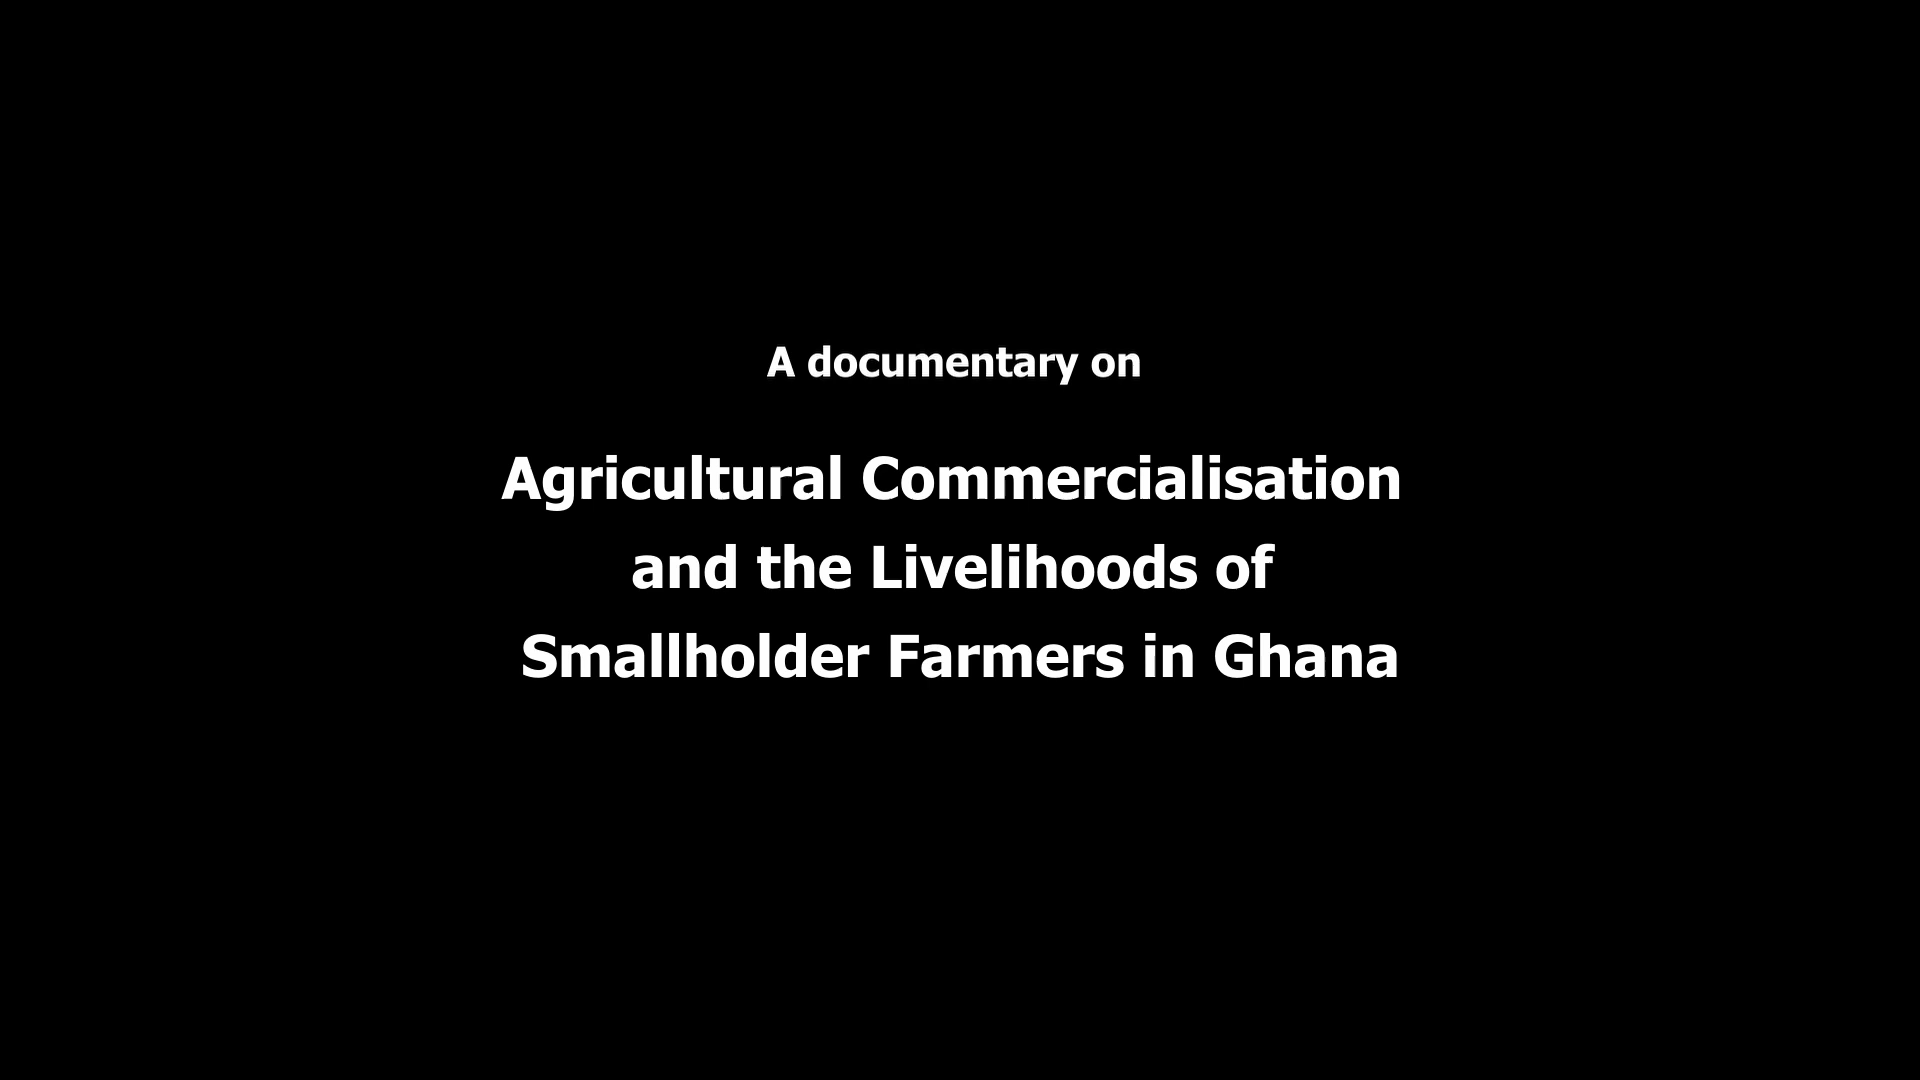 A documentary on
Agricultural Commercialisation
and the Livelihoods of
Smallholder Farmers in Ghana